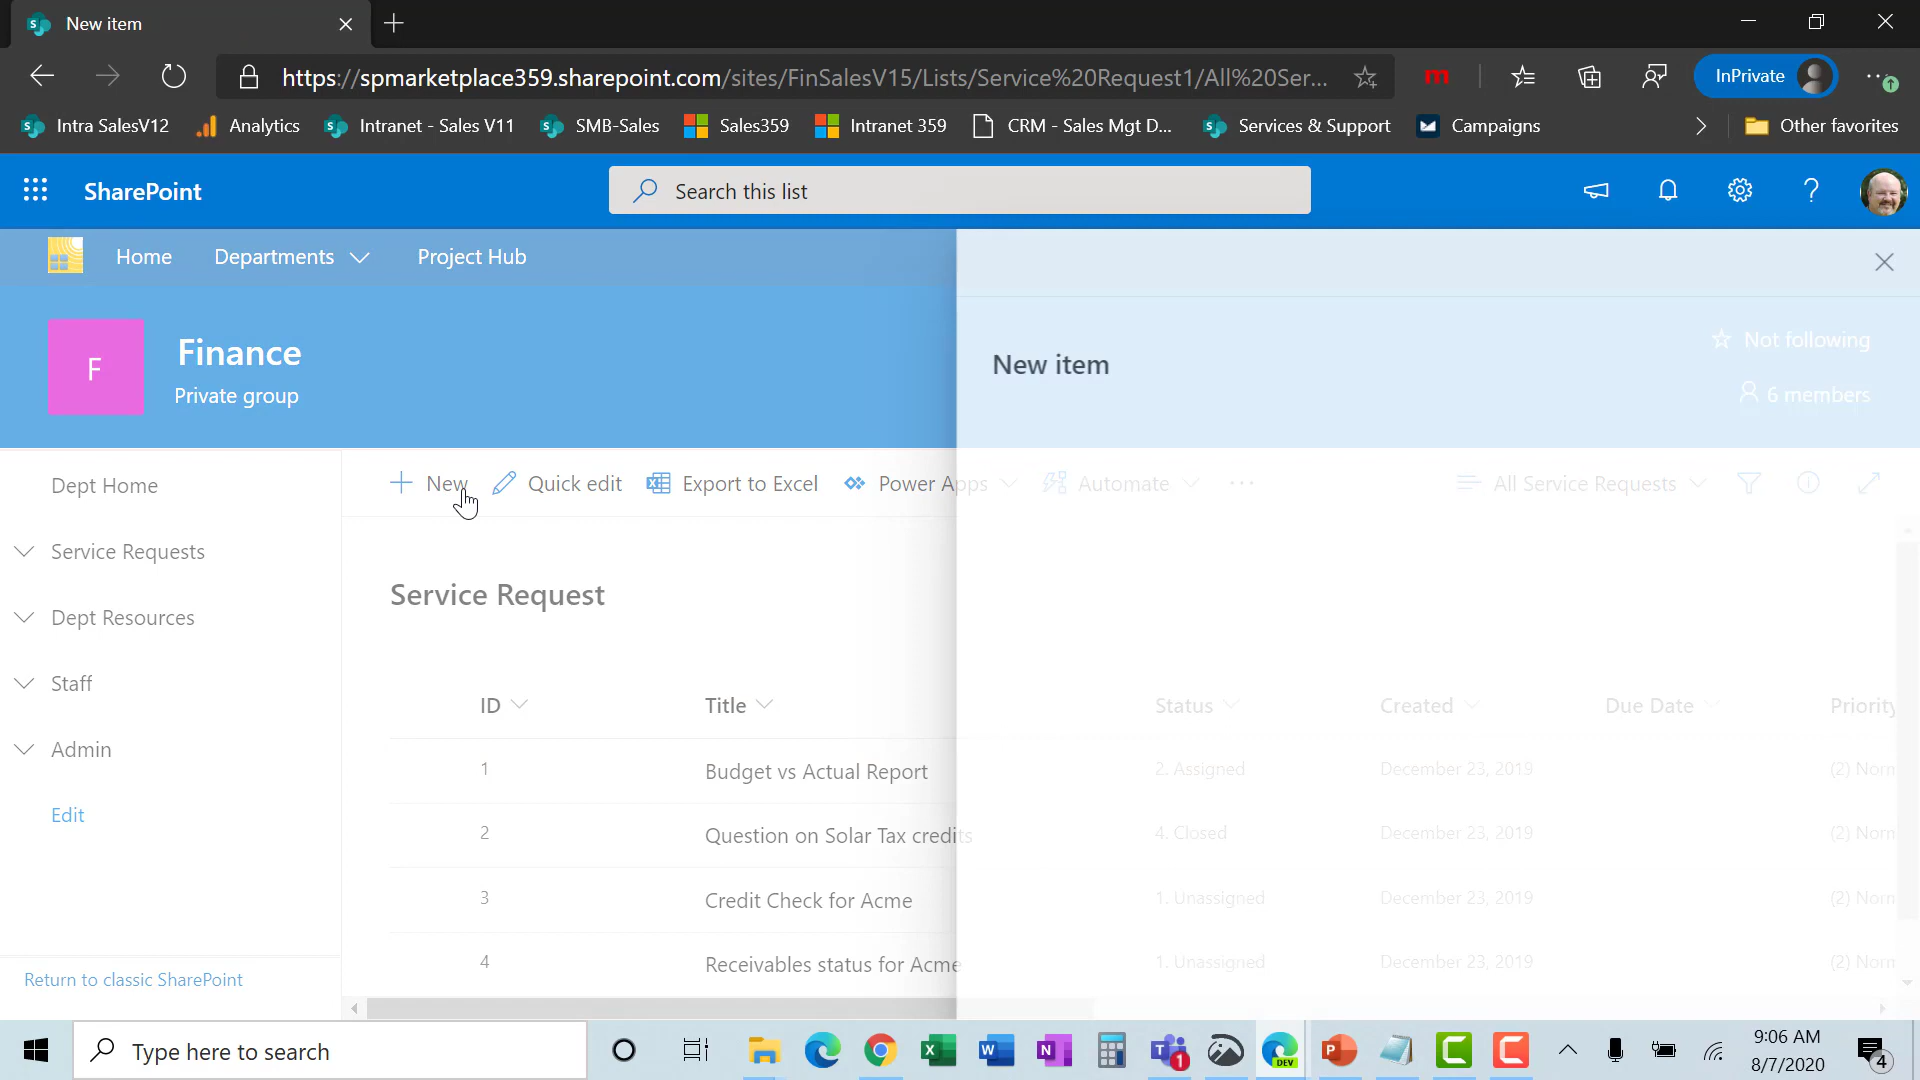 New item
https://spmarketplace359.sharepoint.com/sites/FinSalesV15/Lists/Service%20Request1/All%20Ser...
m
InPrivate
Intra SalesV12
Analytics
Intranet - Sales V11
SMB-Sales
Sales359
Intranet 359
CRM - Sales Mgt D...
Services & Support
Campaigns
Other favorites
SharePoint
Search this list
Home
Departments
Project Hub
F
Finance
Private group
New item
Not following
6 members
Dept Home
Service Requests
Dept Resources
Staff
Admin
Edit
Return to classic SharePoint
New
Quick edit
Export to Excel
Power Apps
Automate
All Service Requests
Service Request
ID
Title
Status
Created
Due Date
Priority
1
Budget vs Actual Report
2. Assigned
December 23, 2019
(2) Norn
2
Question on Solar Tax credits
4. Closed
December 23, 2019
(2) Norn
3
Credit Check for Acme
1. Unassigned
December 23, 2019
(2) Norn
4
Receivables status for Acme
1. Unassigned
December 23, 2019
(2) Norn
Type here to search
DEV
1
9:06 AM
8/7/2020
4